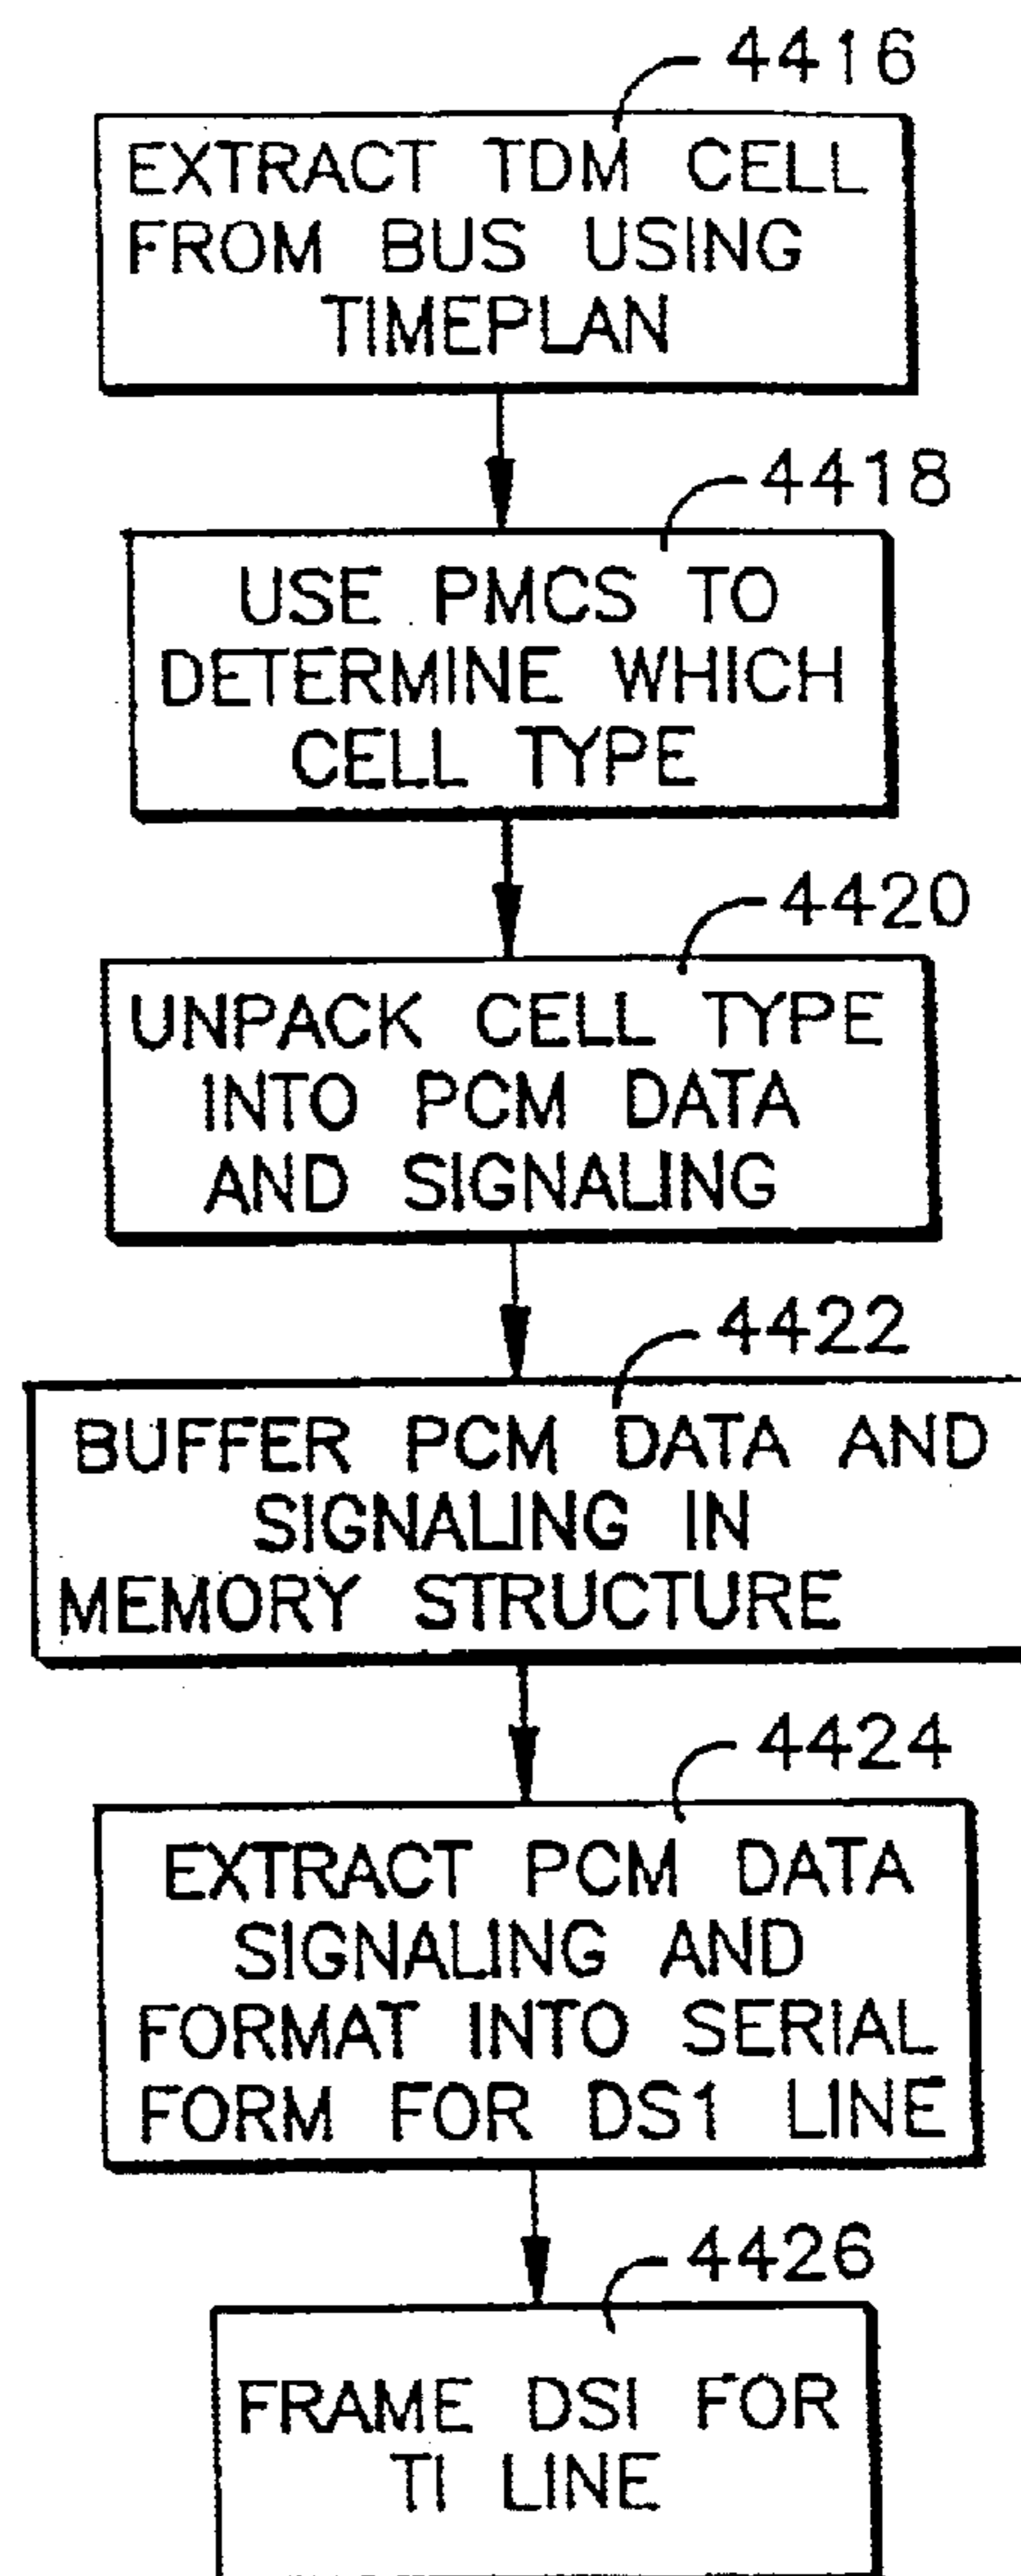 4416
EXTRACT TDM CELL
FROM BUS USING
TIMEPLAN
4418
USE PMCS TO
DETERMINE WHICH
CELL TYPE
4420
UNPACK CELL TYPE
INTO PCM DATA
AND SIGNALING
4422
BUFFER PCM DATA AND
SIGNALING IN
MEMORY STRUCTURE
4424
EXTRACT PCM DATA
SIGNALING AND
FORMAT INTO SERIAL
FORM FOR DS1 LINE
4426
FRAME DSI FOR
TI LINE